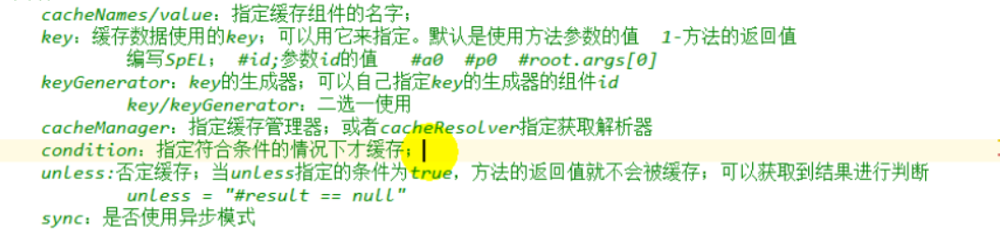 cacheNames/value：指定缓存组件的名字;
key：缓存数据使用的key；可以用它来指定。默认是使用方法参数的值 1-方法的返回值
编写SpEL； #id;参数id的值 #a0 #p0 #root.args[0]
keyGenerator：key的生成器；可以自己指定key的生成器的组件id
key/keyGenerator：二选一使用
cacheManager：指定缓存管理器；或者cacheResolver指定获取解析器
condition：指定符合条件的情况下才缓存；
unless:否定缓存；当unless指定的条件为true，方法的返回值就不会被缓存；可以获取到结果进行判断
unless = "#result == null"
sync：是否使用异步模式